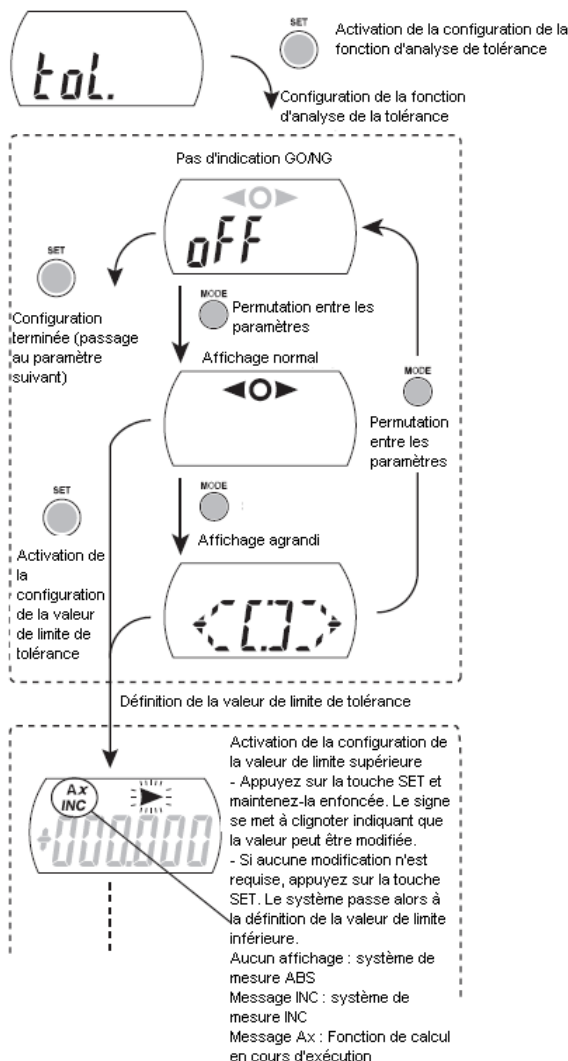 SET
Activation de la configuration de la
fonction d'analyse de tolérance
tol.
Configuration de la fonction
d'analyse de la tolérance
Pas d'indication GO/NG
oFF
SET
Configuration
terminée (passage
au paramètre
suivant)
MODE
Permutation entre les
paramètres
Affichage normal
MODE
Permutation
entre les
paramètres
SET
Activation de
la
configuration
de la valeur
de limite de
tolérance
MODE
Affichage agrandi
Définition de la valeur de limite de tolérance
Ax
INC
+000.000
Activation de la configuration de
la valeur de limite supérieure
- Appuyez sur la touche SET et
maintenez-la enfoncée. Le signe
se met à clignoter indiquant que
la valeur peut être modifiée.
- Si aucune modification n'est
requise, appuyez sur la touche
SET. Le système passe alors à
la définition de la valeur de limite
inférieure.
Aucun affichage : système de
mesure ABS
Message INC : système de
mesure INC
Message Ax : Fonction de calcul
en cours d'exécution